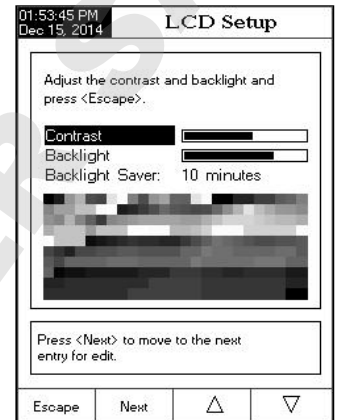 01:53:45 PM
Dec 15, 2014
LCD Setup
Adjust the contrast and backlight and
press <Escape>.
Contrast
Backlight
Backlight Saver: 10 minutes
Press <Next> to move to the next
entry for edit.
Escape Next △ ▽